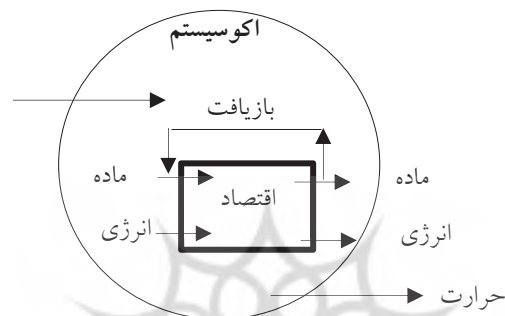 اکوسیستم
بازیافت
ماده
ماده
اقتصاد
انرژی
انرژی
حرارت